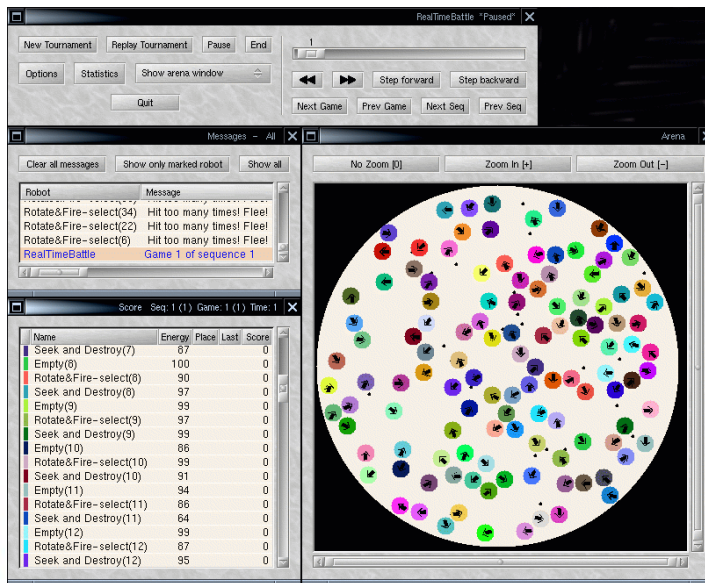 RealTimeBattle *Paused*
1
New Tournament Replay Tournament Pause End
Options Statistics Show arena window
Step forward Step backward
Quit
Next Game Prev Game Next Seq Prev Seq
Messages - All
Clear all messages Show only marked robot Show all
Robot Message
Rotate&Fire-select(34) Hit too many times! Flee!
Rotate&Fire-select(22) Hit too many times! Flee!
Rotate&Fire-select(6) Hit too many times! Flee!
RealTimeBattle Game 1 of sequence 1
Score Seq: 1 (1) Game: 1 (1) Time: 1
Name Energy Place Last Score
Seek and Destroy(7) 87 0
Empty(8) 100 0
Rotate&Fire-select(8) 90 0
Seek and Destroy(8) 97 0
Empty(9) 99 0
Rotate&Fire-select(9) 97 0
Seek and Destroy(9) 99 0
Empty(10) 86 0
Rotate&Fire-select(10) 99 0
Seek and Destroy(10) 91 0
Empty(11) 94 0
Rotate&Fire-select(11) 86 0
Seek and Destroy(11) 64 0
Empty(12) 99 0
Rotate&Fire-select(12) 87 0
Seek and Destroy(12) 95 0
Arena
No Zoom [0] Zoom In [+] Zoom Out [-]